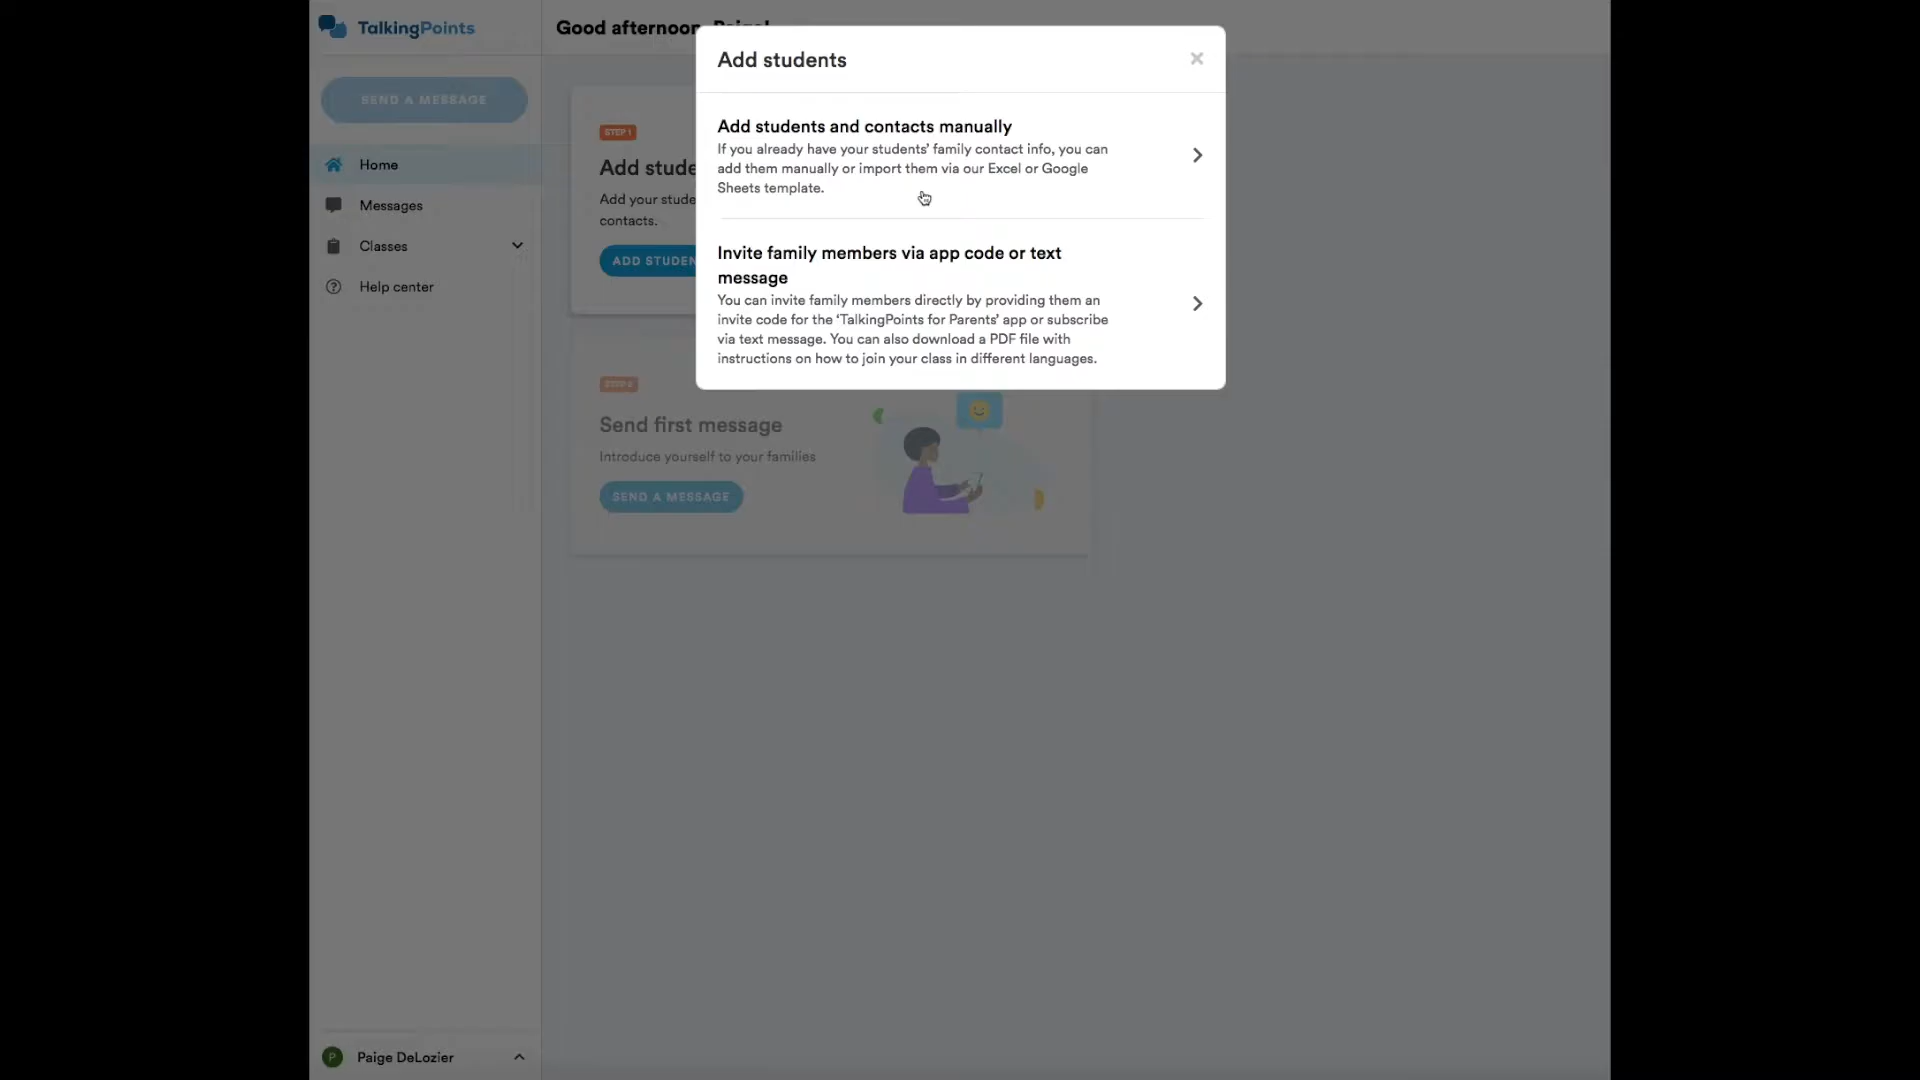 TalkingPoints
Good afternoon, Paige!
SEND A MESSAGE
Home
Messages
Classes
Help center
Add students
Add students and contacts manually
If you already have your students’ family contact info, you can
add them manually or import them via our Excel or Google
Sheets template.
Invite family members via app code or text
message
You can invite family members directly by providing them an
invite code for the ‘TalkingPoints for Parents’ app or subscribe
via text message. You can also download a PDF file with
instructions on how to join your class in different languages.
STEP 1
Add stude
Add your stude
contacts.
ADD STUDEN
STEP 2
Send first message
Introduce yourself to your families
SEND A MESSAGE
P
Paige DeLozier